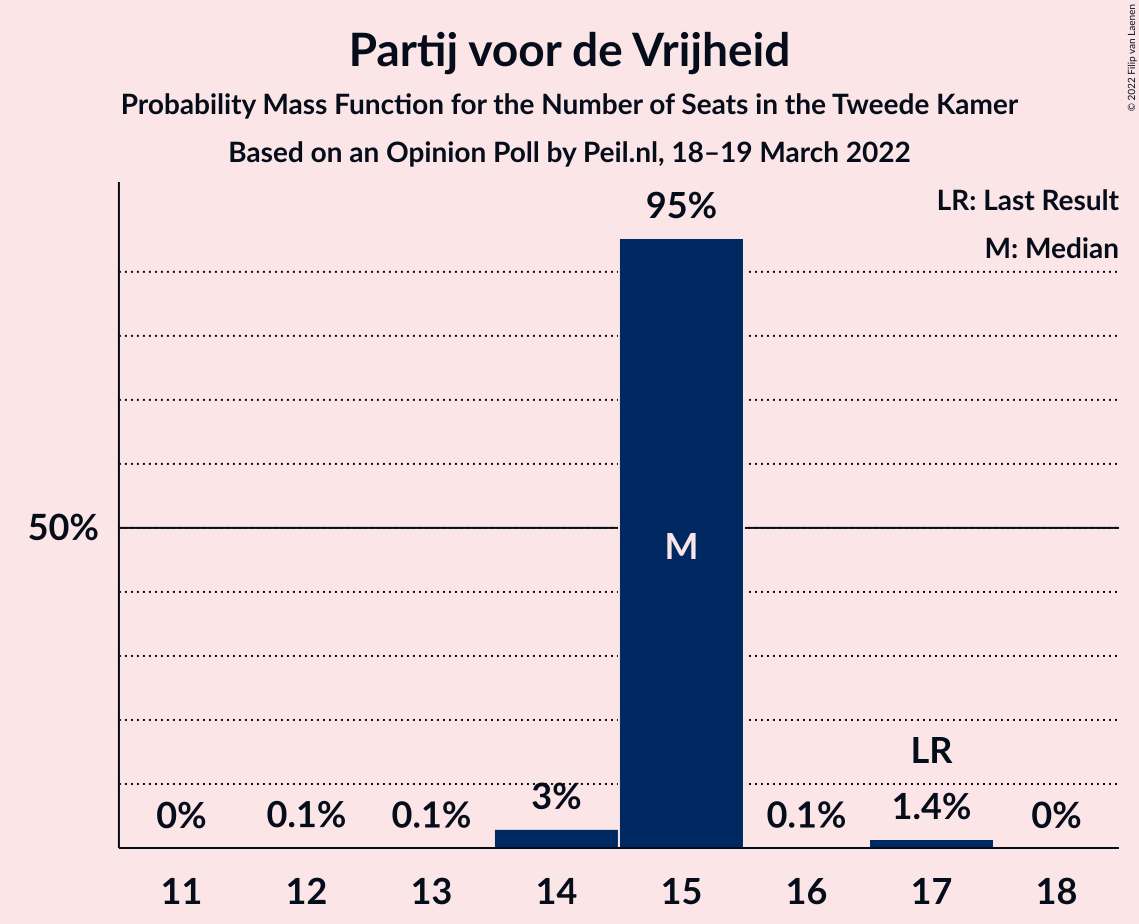 Partij voor de Vrijheid
Probability Mass Function for the Number of Seats in the Tweede Kamer
Based on an Opinion Poll by Peil.nl, 18–19 March 2022
© 2022 Filip van Laenen
LR: Last Result
M: Median
95%
50%
M
LR
0%
0.1%
0.1%
3%
0.1%
1.4%
0%
11
12
13
14
15
16
17
18